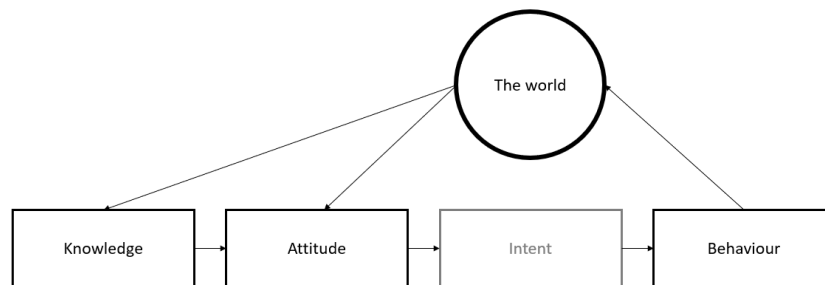 The world
Knowledge
Attitude
Intent
Behaviour